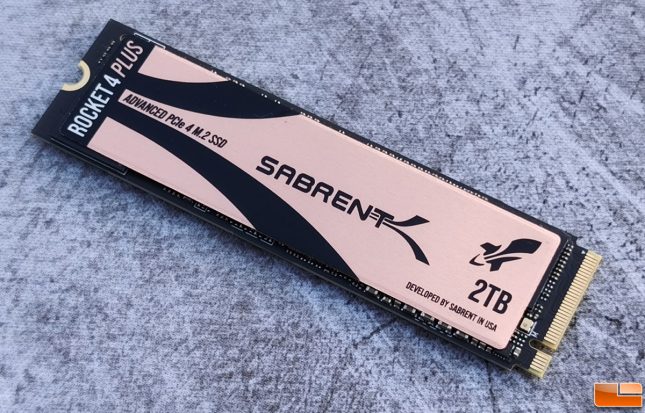 ROCKET 4 PLUS
ADVANCED PCIe 4 M.2 SSD
SABRENT
2TB
DEVELOPED BY SABRENT IN USA